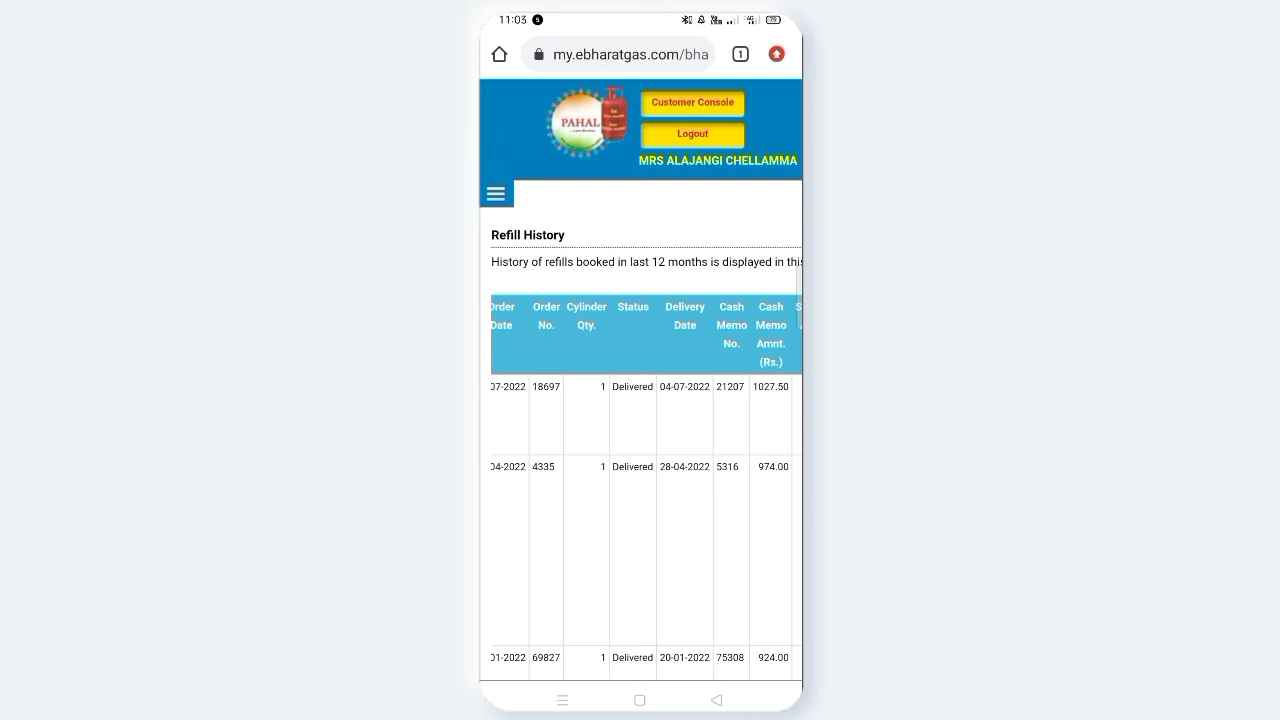 11:03 5
79
my.ebharatgas.com/bha
1
PAHAL
Customer Console
Logout
MRS ALAJANGI CHELLAMMA
Refill History
History of refills booked in last 12 months is displayed in this
Order Date Order No. Cylinder Qty. Status Delivery Date Cash Memo No. Cash Memo Amnt. (Rs.)
07-2022 18697 1 Delivered 04-07-2022 21207 1027.50
04-2022 4335 1 Delivered 28-04-2022 5316 974.00
01-2022 69827 1 Delivered 20-01-2022 75308 924.00